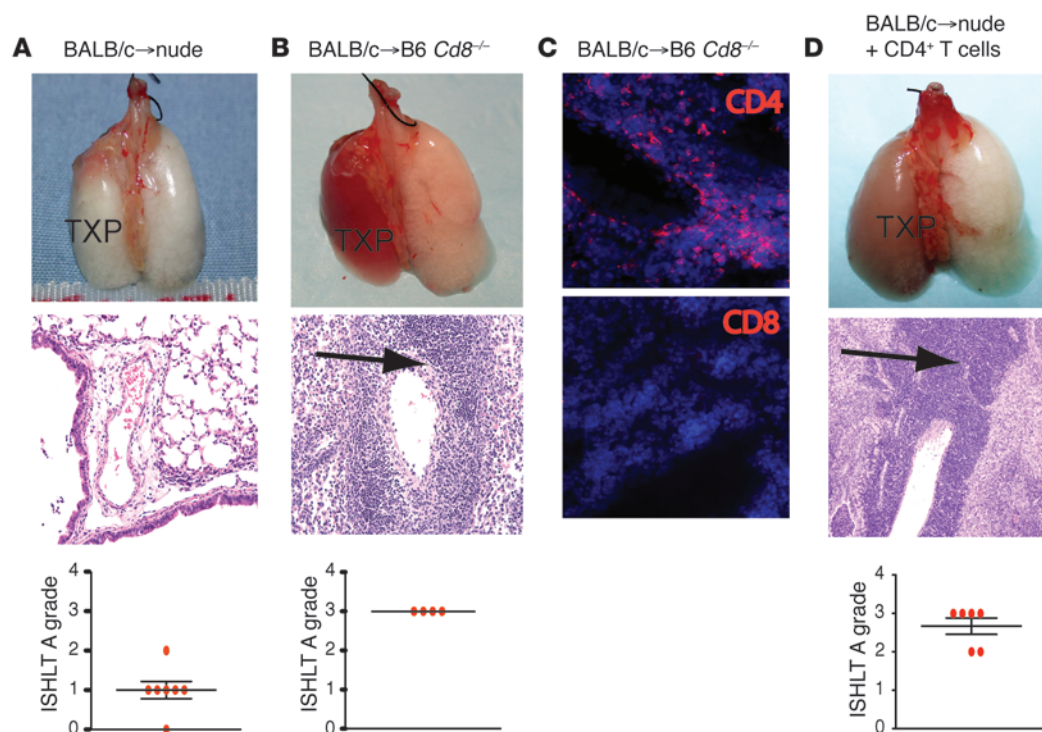 A BALB/c→nude
B BALB/c→B6 Cd8–/–
C BALB/c→B6 Cd8–/–
D BALB/c→nude
+ CD4+ T cells
TXP
TXP
CD4
CD8
TXP
ISHLT A grade
4
3
2
1
0
ISHLT A grade
4
3
2
1
0
ISHLT A grade
4
3
2
1
0